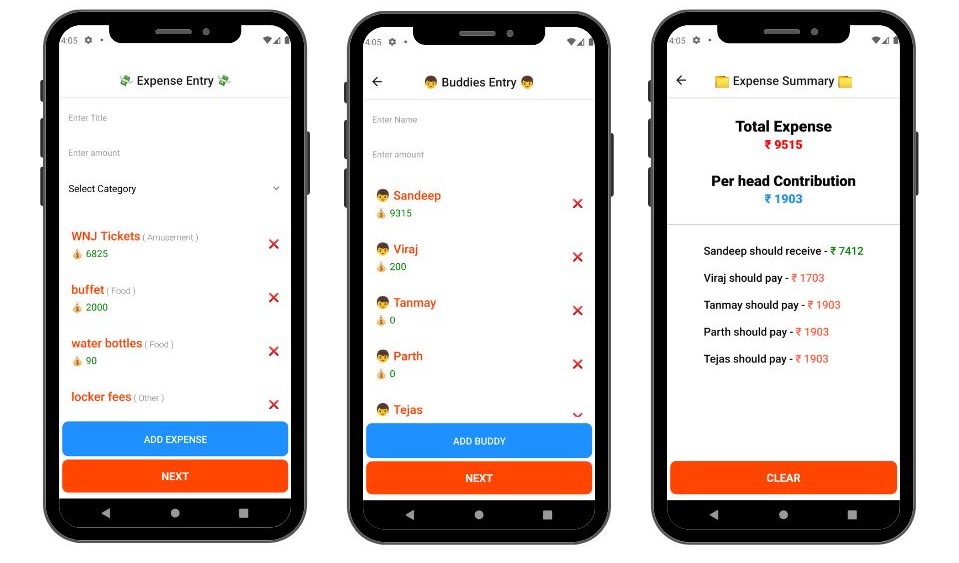 4:05
Expense Entry
Enter Title
Enter amount
Select Category
WNJ Tickets ( Amusement )
6825
buffet ( Food )
2000
water bottles ( Food )
90
locker fees ( Other )
ADD EXPENSE
NEXT
4:05
Buddies Entry
Enter Name
Enter amount
Sandeep
9315
Viraj
200
Tanmay
0
Parth
0
Tejas
ADD BUDDY
NEXT
4:05
Expense Summary
Total Expense
₹ 9515
Per head Contribution
₹ 1903
Sandeep should receive - ₹ 7412
Viraj should pay - ₹ 1703
Tanmay should pay - ₹ 1903
Parth should pay - ₹ 1903
Tejas should pay - ₹ 1903
CLEAR